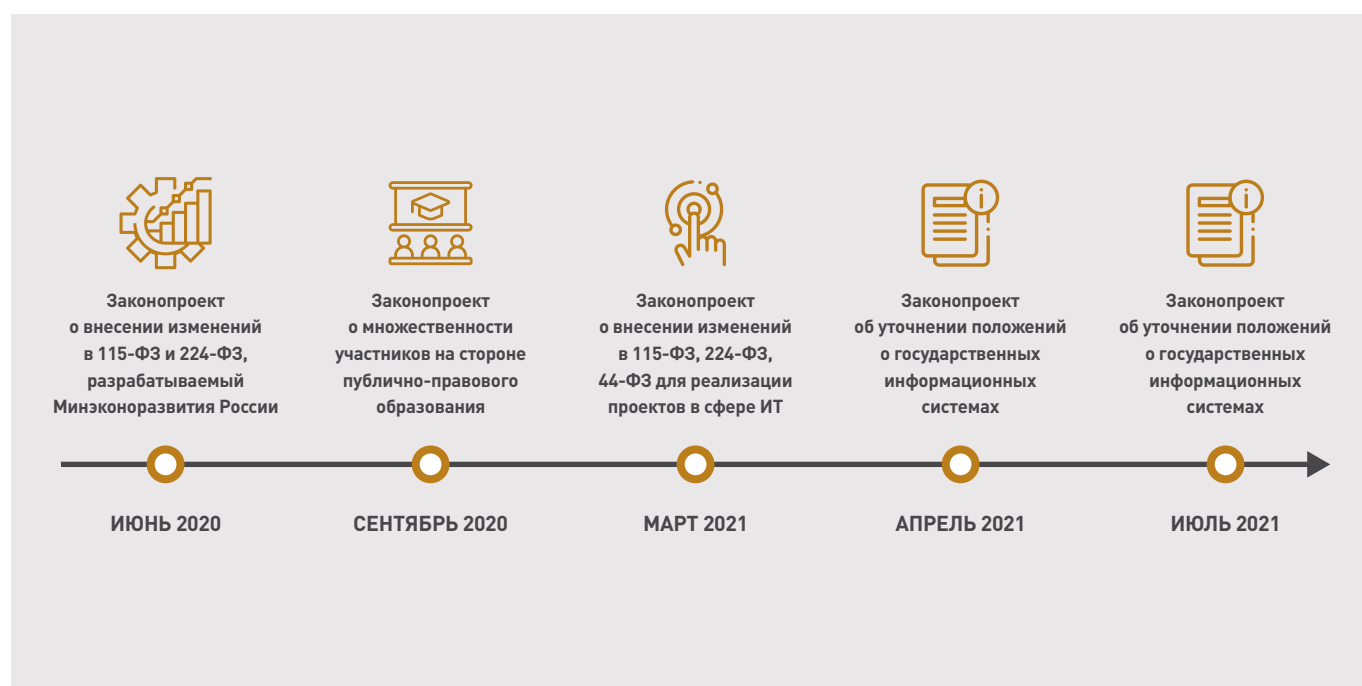 Законопроект
о внесении изменений
в 115-ФЗ и 224-ФЗ,
разрабатываемый
Минэконоразвития России
Законопроект
о множественности
участников на стороне
публично-правового
образования
Законопроект
о внесении изменений
в 115-ФЗ, 224-ФЗ,
44-ФЗ для реализации
проектов в сфере ИТ
Законопроект
об уточнении положений
о государственных
информационных
системах
Законопроект
об уточнении положений
о государственных
информационных
системах
ИЮНЬ 2020
СЕНТЯБРЬ 2020
МАРТ 2021
АПРЕЛЬ 2021
ИЮЛЬ 2021